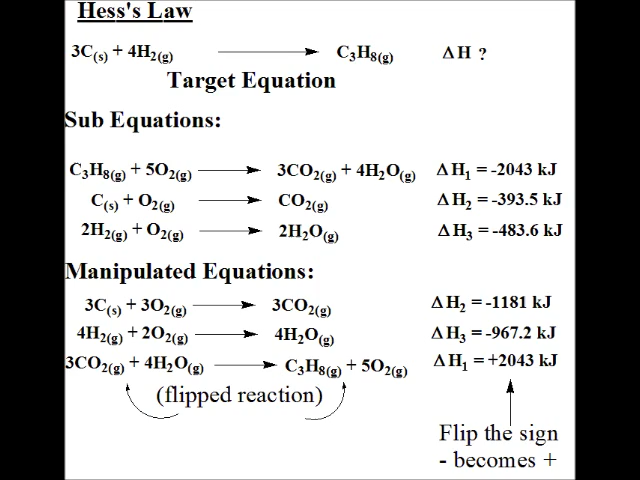 Hess's Law
3C(s) + 4H2(g) ⟶ C3H8(g) ΔH ?
Target Equation
Sub Equations:
C3H8(g) + 5O2(g) ⟶ 3CO2(g) + 4H2O(g) ΔH1 = -2043 kJ
C(s) + O2(g) ⟶ CO2(g) ΔH2 = -393.5 kJ
2H2(g) + O2(g) ⟶ 2H2O(g) ΔH3 = -483.6 kJ
Manipulated Equations:
3C(s) + 3O2(g) ⟶ 3CO2(g) ΔH2 = -1181 kJ
4H2(g) + 2O2(g) ⟶ 4H2O(g) ΔH3 = -967.2 kJ
3CO2(g) + 4H2O(g) ⟶ C3H8(g) + 5O2(g) ΔH1 = +2043 kJ
(flipped reaction)
Flip the sign
- becomes +